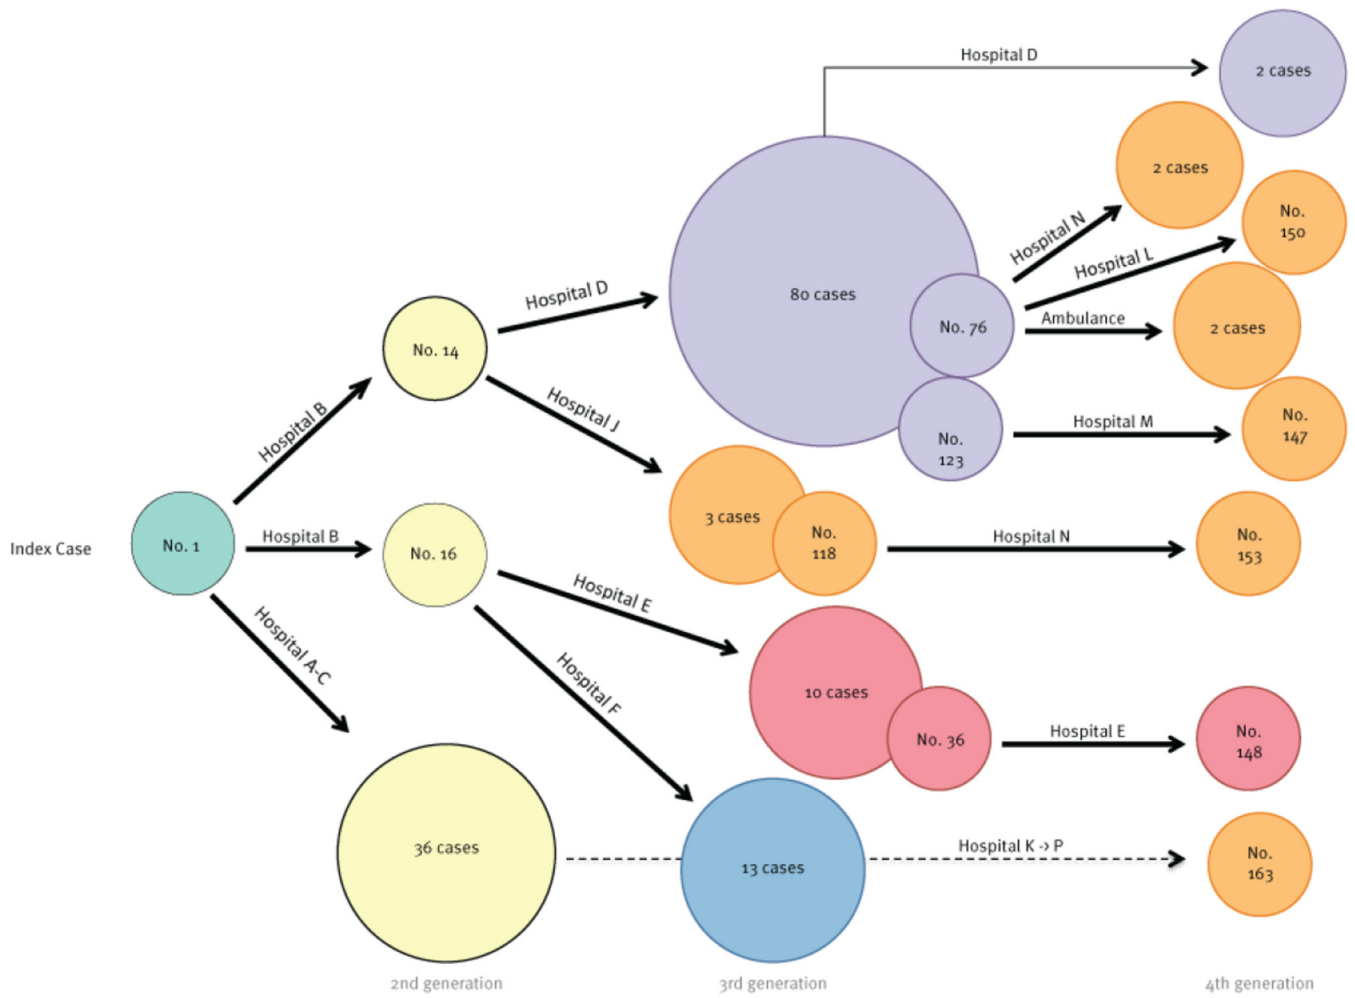 Hospital D
2 cases
2 cases
Hospital N
No.
150
Hospital L
Hospital D
80 cases
No. 76
Ambulance
2 cases
No. 14
Hospital B
Hospital J
No.
123
Hospital M
No.
147
3 cases
No.
118
Hospital N
No.
153
Index Case
No. 1
Hospital B
No. 16
Hospital E
Hospital A-C
Hospital F
10 cases
No. 36
Hospital E
No.
148
36 cases
13 cases
Hospital K -> P
No.
163
2nd generation
3rd generation
4th generation